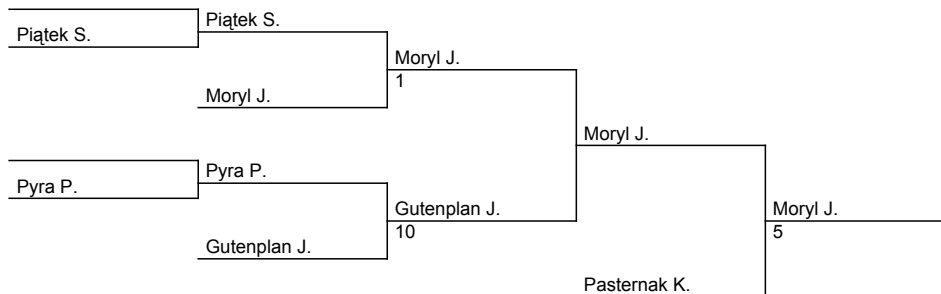 Piątek S.
Piątek S.
Moryl J.
1
Moryl J.
Moryl J.
Pyra P.
Pyra P.
Gutenplan J.
10
Gutenplan J.
Moryl J.
5
Pasternak K.